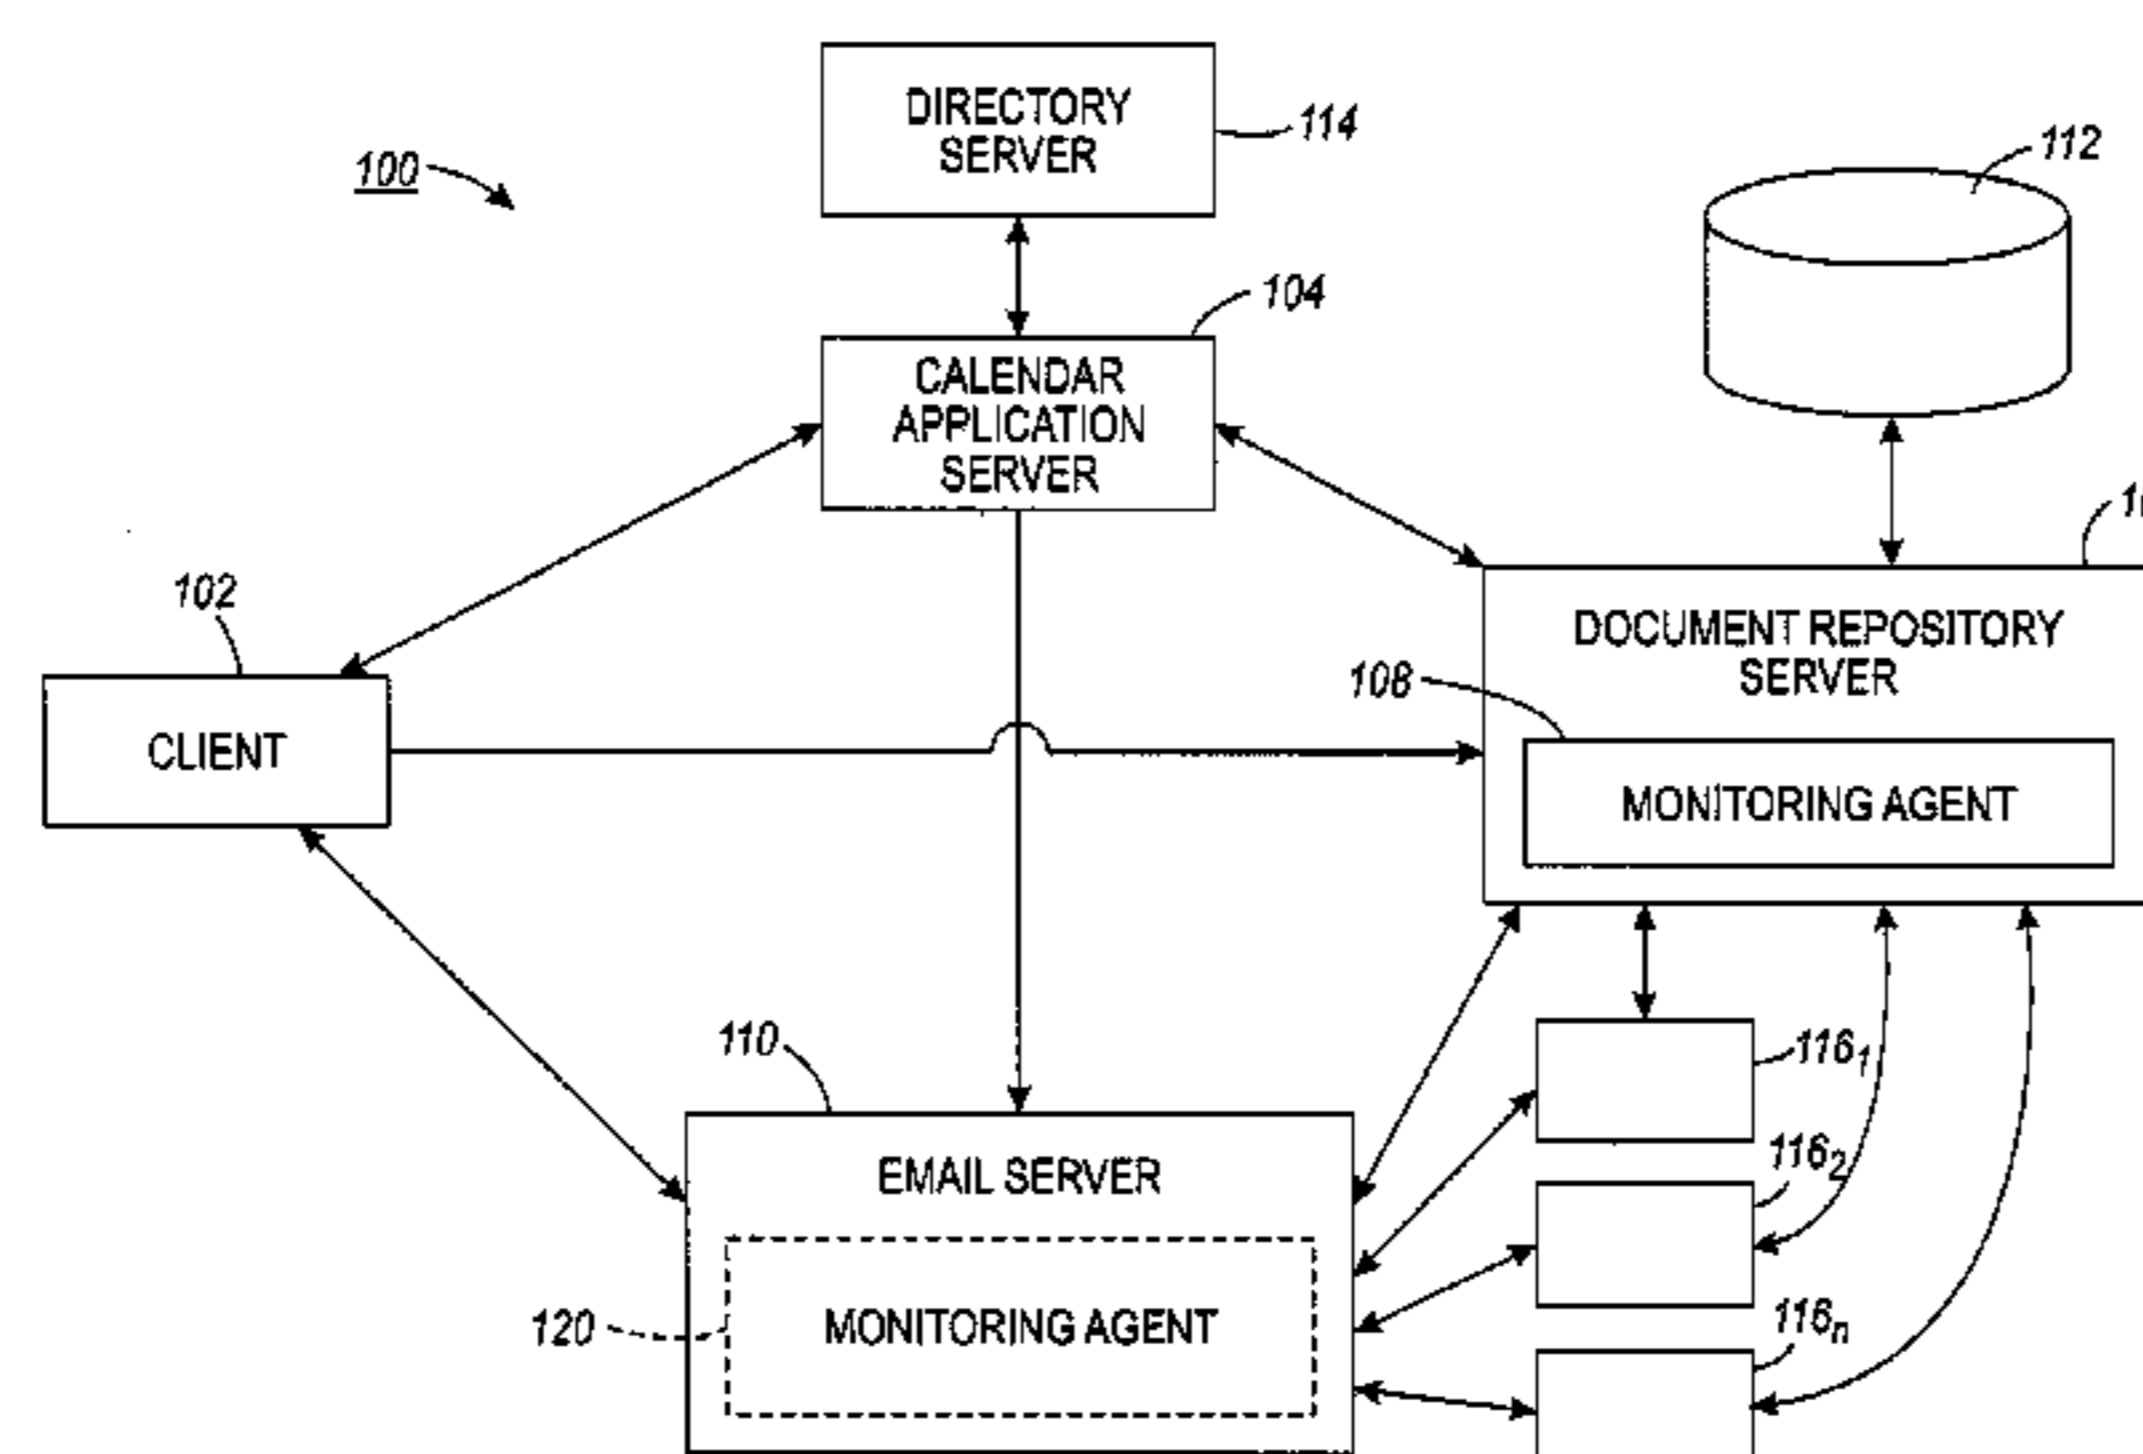 DIRECTORY
SERVER
114
100
112
104
CALENDAR
APPLICATION
SERVER
102
DOCUMENT REPOSITORY
SERVER
108
CLIENT
MONITORING AGENT
110
116₁
EMAIL SERVER
116₂
120
MONITORING AGENT
116ₙ